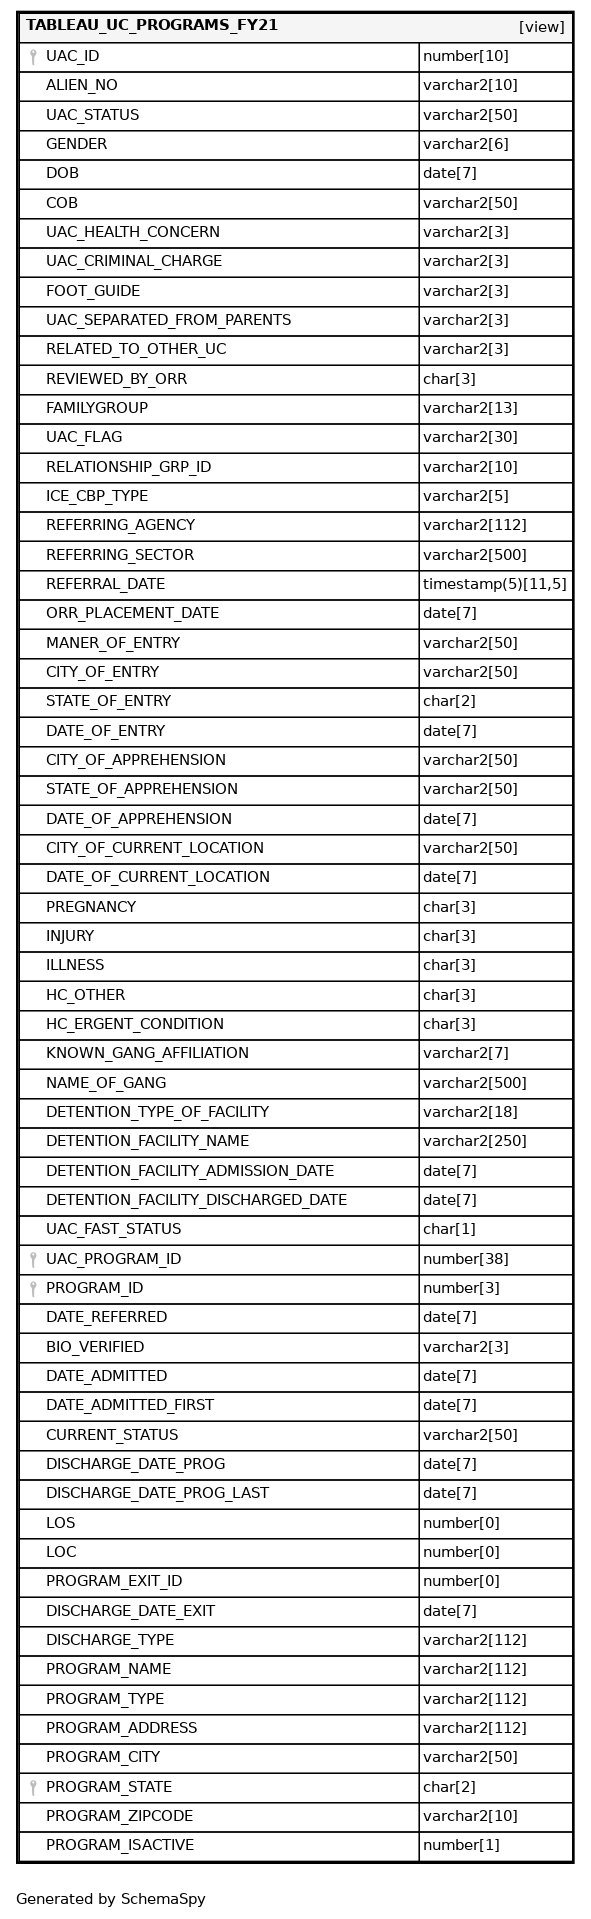 TABLEAU_UC_PROGRAMS_FY21 [view]
UAC_ID number[10]
ALIEN_NO varchar2[10]
UAC_STATUS varchar2[50]
GENDER varchar2[6]
DOB date[7]
COB varchar2[50]
UAC_HEALTH_CONCERN varchar2[3]
UAC_CRIMINAL_CHARGE varchar2[3]
FOOT_GUIDE varchar2[3]
UAC_SEPARATED_FROM_PARENTS varchar2[3]
RELATED_TO_OTHER_UC varchar2[3]
REVIEWED_BY_ORR char[3]
FAMILYGROUP varchar2[13]
UAC_FLAG varchar2[30]
RELATIONSHIP_GRP_ID varchar2[10]
ICE_CBP_TYPE varchar2[5]
REFERRING_AGENCY varchar2[112]
REFERRING_SECTOR varchar2[500]
REFERRAL_DATE timestamp(5)[11,5]
ORR_PLACEMENT_DATE date[7]
MANER_OF_ENTRY varchar2[50]
CITY_OF_ENTRY varchar2[50]
STATE_OF_ENTRY char[2]
DATE_OF_ENTRY date[7]
CITY_OF_APPREHENSION varchar2[50]
STATE_OF_APPREHENSION varchar2[50]
DATE_OF_APPREHENSION date[7]
CITY_OF_CURRENT_LOCATION varchar2[50]
DATE_OF_CURRENT_LOCATION date[7]
PREGNANCY char[3]
INJURY char[3]
ILLNESS char[3]
HC_OTHER char[3]
HC_ERGENT_CONDITION char[3]
KNOWN_GANG_AFFILIATION varchar2[7]
NAME_OF_GANG varchar2[500]
DETENTION_TYPE_OF_FACILITY varchar2[18]
DETENTION_FACILITY_NAME varchar2[250]
DETENTION_FACILITY_ADMISSION_DATE date[7]
DETENTION_FACILITY_DISCHARGED_DATE date[7]
UAC_FAST_STATUS char[1]
UAC_PROGRAM_ID number[38]
PROGRAM_ID number[3]
DATE_REFERRED date[7]
BIO_VERIFIED varchar2[3]
DATE_ADMITTED date[7]
DATE_ADMITTED_FIRST date[7]
CURRENT_STATUS varchar2[50]
DISCHARGE_DATE_PROG date[7]
DISCHARGE_DATE_PROG_LAST date[7]
LOS number[0]
LOC number[0]
PROGRAM_EXIT_ID number[0]
DISCHARGE_DATE_EXIT date[7]
DISCHARGE_TYPE varchar2[112]
PROGRAM_NAME varchar2[112]
PROGRAM_TYPE varchar2[112]
PROGRAM_ADDRESS varchar2[112]
PROGRAM_CITY varchar2[50]
PROGRAM_STATE char[2]
PROGRAM_ZIPCODE varchar2[10]
PROGRAM_ISACTIVE number[1]
Generated by SchemaSpy